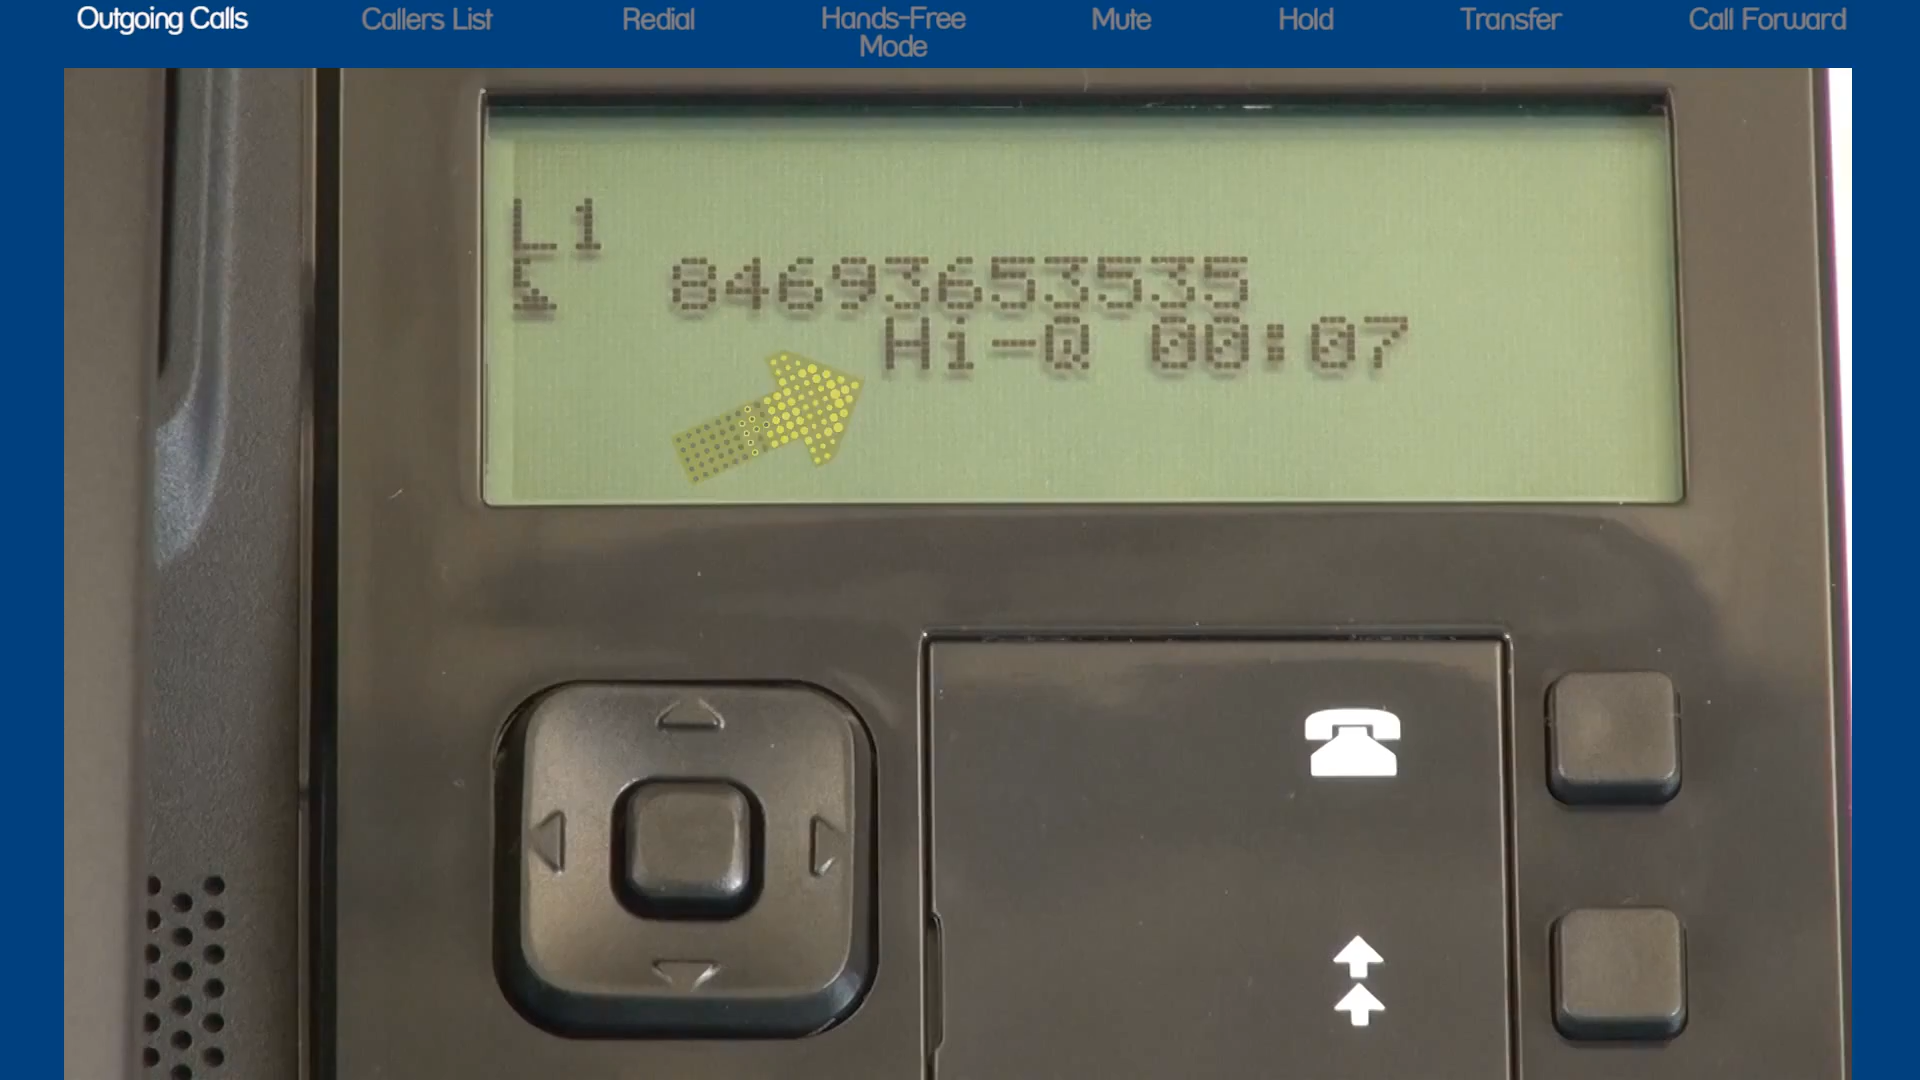 Outgoing Calls
Callers List
Redial
Hands-Free
Mode
Mute
Hold
Transfer
Call Forward
L1
84693653535
Hi-Q 00:07